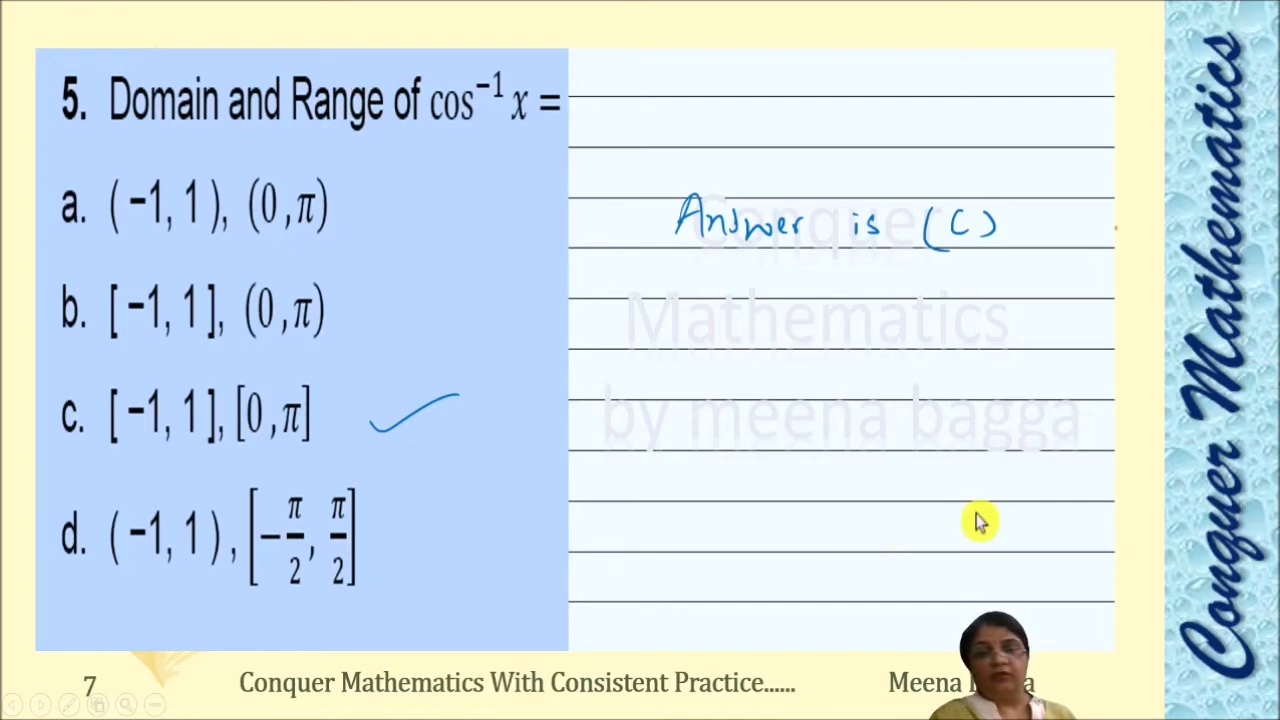 5. Domain and Range of cos⁻¹ x =
a. (−1, 1 ), (0 ,π)
b. [ −1, 1 ], (0 ,π)
c. [ −1, 1 ], [0 ,π]
d. (−1, 1 ) , [−π/2, π/2]
Answer is (C)
Conquer
Mathematics
by meena bagga
Conquer Mathematics
7
Conquer Mathematics With Consistent Practice......
Meena